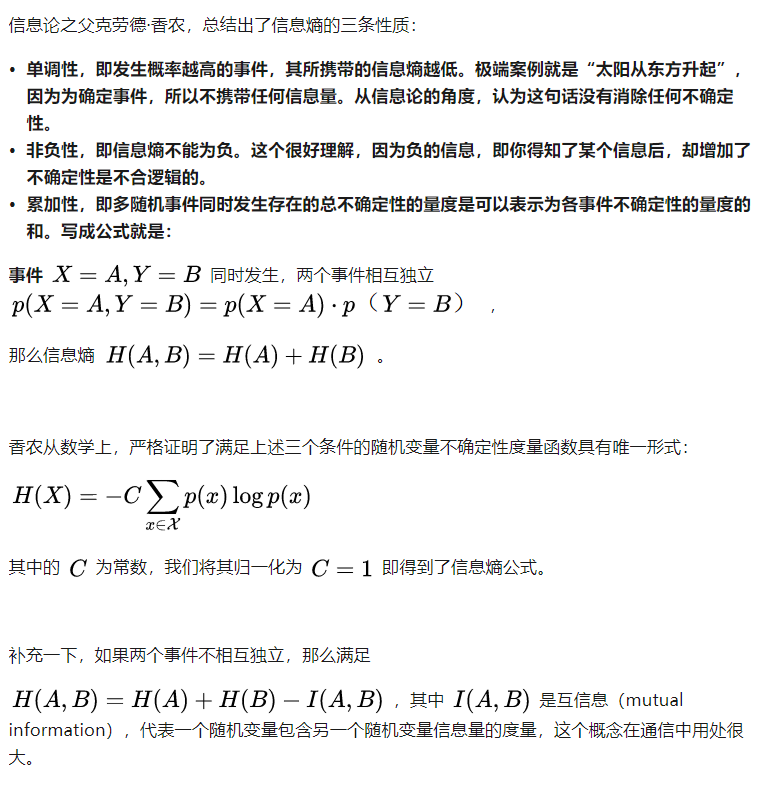 信息论之父克劳德·香农，总结出了信息熵的三条性质：
• 单调性，即发生概率越高的事件，其所携带的信息熵越低。极端案例就是“太阳从东方升起”，
因为为确定事件，所以不携带任何信息量。从信息论的角度，认为这句话没有消除任何不确定
性。
• 非负性，即信息熵不能为负。这个很好理解，因为负的信息，即你得知了某个信息后，却增加了
不确定性是不合逻辑的。
• 累加性，即多随机事件同时发生存在的总不确定性的量度是可以表示为各事件不确定性的量度的
和。写成公式就是：
事件 X = A, Y = B 同时发生，两个事件相互独立
p(X = A, Y = B) = p(X = A) · p（Y = B） ，
那么信息熵 H(A, B) = H(A) + H(B) 。
香农从数学上，严格证明了满足上述三个条件的随机变量不确定性度量函数具有唯一形式：
H(X) = −C ∑ p(x) log p(x)
x∈𝒳
其中的 C 为常数，我们将其归一化为 C = 1 即得到了信息熵公式。
补充一下，如果两个事件不相互独立，那么满足
H(A, B) = H(A) + H(B) − I(A, B) ，其中 I(A, B) 是互信息（mutual
information），代表一个随机变量包含另一个随机变量信息量的度量，这个概念在通信中用处很
大。